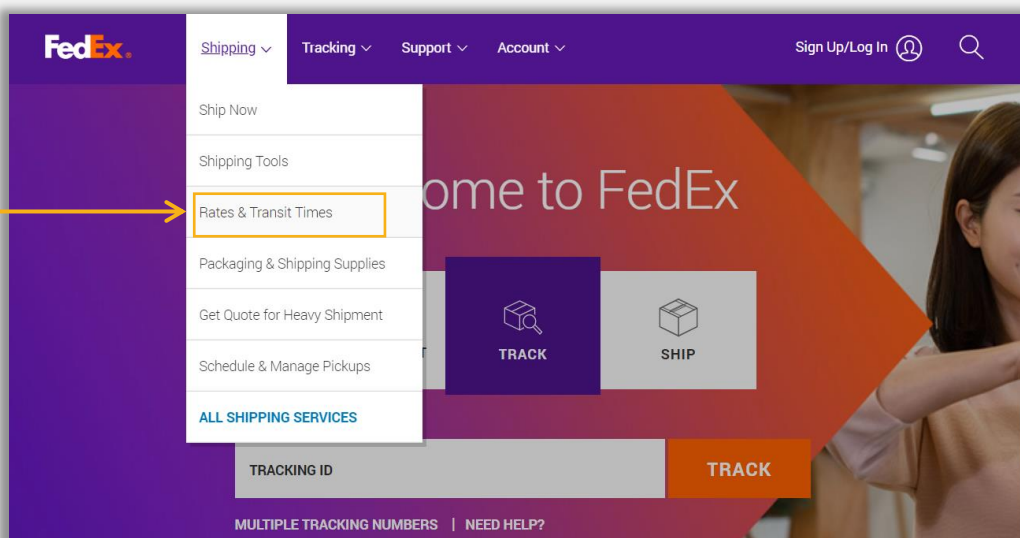 FedEx.
Shipping
Tracking
Support
Account
Sign Up/Log In
Ship Now
Shipping Tools
Rates & Transit Times
Packaging & Shipping Supplies
Get Quote for Heavy Shipment
Schedule & Manage Pickups
ALL SHIPPING SERVICES
ome to FedEx
TRACK
SHIP
TRACKING ID
TRACK
MULTIPLE TRACKING NUMBERS | NEED HELP?